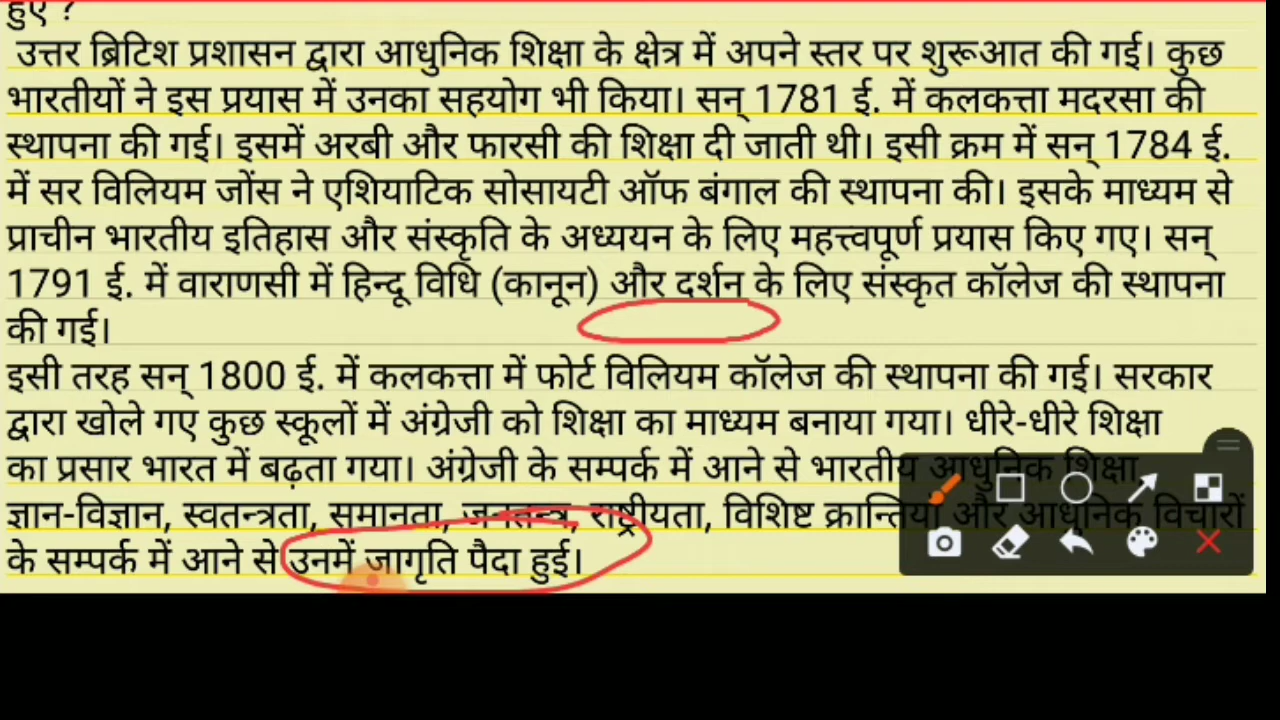 हुए ?
उत्तर ब्रिटिश प्रशासन द्वारा आधुनिक शिक्षा के क्षेत्र में अपने स्तर पर शुरूआत की गई। कुछ
भारतीयों ने इस प्रयास में उनका सहयोग भी किया। सन् 1781 ई. में कलकत्ता मदरसा की
स्थापना की गई। इसमें अरबी और फारसी की शिक्षा दी जाती थी। इसी क्रम में सन् 1784 ई.
में सर विलियम जोंस ने एशियाटिक सोसायटी ऑफ बंगाल की स्थापना की। इसके माध्यम से
प्राचीन भारतीय इतिहास और संस्कृति के अध्ययन के लिए महत्त्वपूर्ण प्रयास किए गए। सन्
1791 ई. में वाराणसी में हिन्दू विधि (कानून) और दर्शन के लिए संस्कृत कॉलेज की स्थापना
की गई।
इसी तरह सन् 1800 ई. में कलकत्ता में फोर्ट विलियम कॉलेज की स्थापना की गई। सरकार
द्वारा खोले गए कुछ स्कूलों में अंग्रेजी को शिक्षा का माध्यम बनाया गया। धीरे-धीरे शिक्षा
का प्रसार भारत में बढ़ता गया। अंग्रेजी के सम्पर्क में आने से भारतीय आधुनिक शिक्षा,
ज्ञान-विज्ञान, स्वतन्त्रता, समानता, जनतन्त्र, राष्ट्रीयता, विशिष्ट क्रान्तियों और आधुनिक विचारों
के सम्पर्क में आने से उनमें जागृति पैदा हुई।